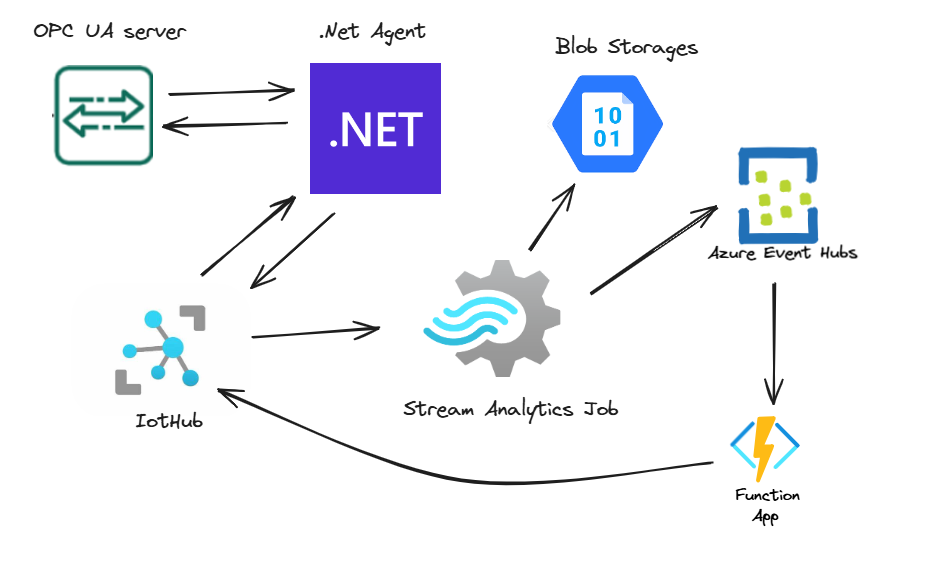 OPC UA server
.Net Agent
Blob Storages
.NET
10
01
Azure Event Hubs
IotHub
Stream Analytics Job
Function
App